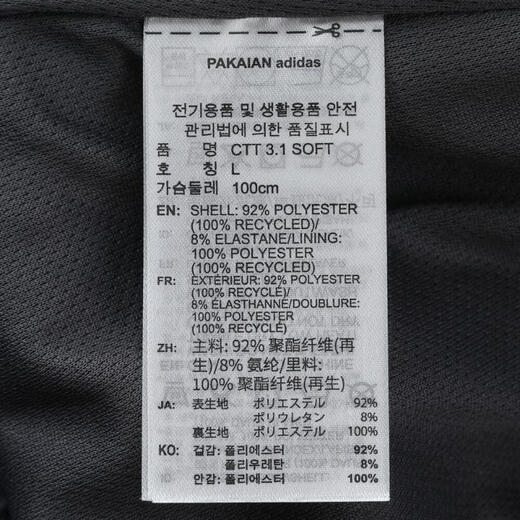 PAKAIAN adidas
전기용품 및 생활용품 안전
관리법에 의한 품질표시
품 명 CTT 3.1 SOFT
호 칭 L
가슴둘레 100cm
EN: SHELL: 92% POLYESTER
(100% RECYCLED)/
8% ELASTANE/LINING:
100% POLYESTER
(100% RECYCLED)
FR: EXTÉRIEUR: 92% POLYESTER
(100% RECYCLÉ)/
8% ÉLASTHANNE/DOUBLURE:
100% POLYESTER
(100% RECYCLÉ)
ZH: 主料: 92% 聚酯纤维(再
生)/8% 氨纶/里料:
100% 聚酯纤维(再生)
JA: 表生地 ポリエステル 92%
ポリウレタン 8%
裏生地 ポリエステル 100%
KO: 겉감: 폴리에스터 92%
폴리우레탄 8%
안감: 폴리에스터 100%